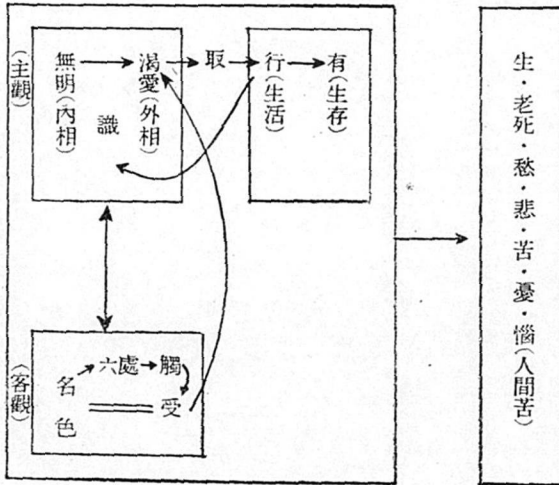 (主觀)
無明(內相)
識
渴愛(外相)
取
行(生活)
有(生存)
(客觀)
名色
六處
觸
受
生・老死・愁・悲・苦・憂・惱(人間苦)